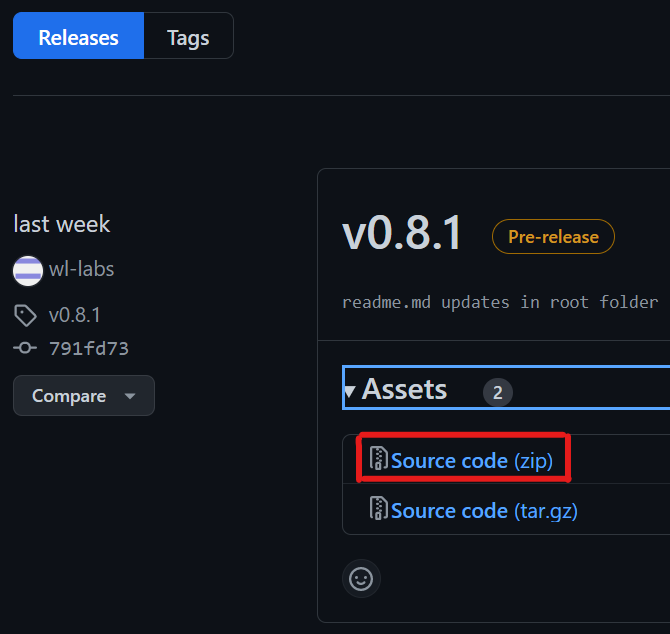 Releases
Tags
last week
wl-labs
v0.8.1
791fd73
Compare
v0.8.1
Pre-release
readme.md updates in root folder
Assets
2
Source code (zip)
Source code (tar.gz)